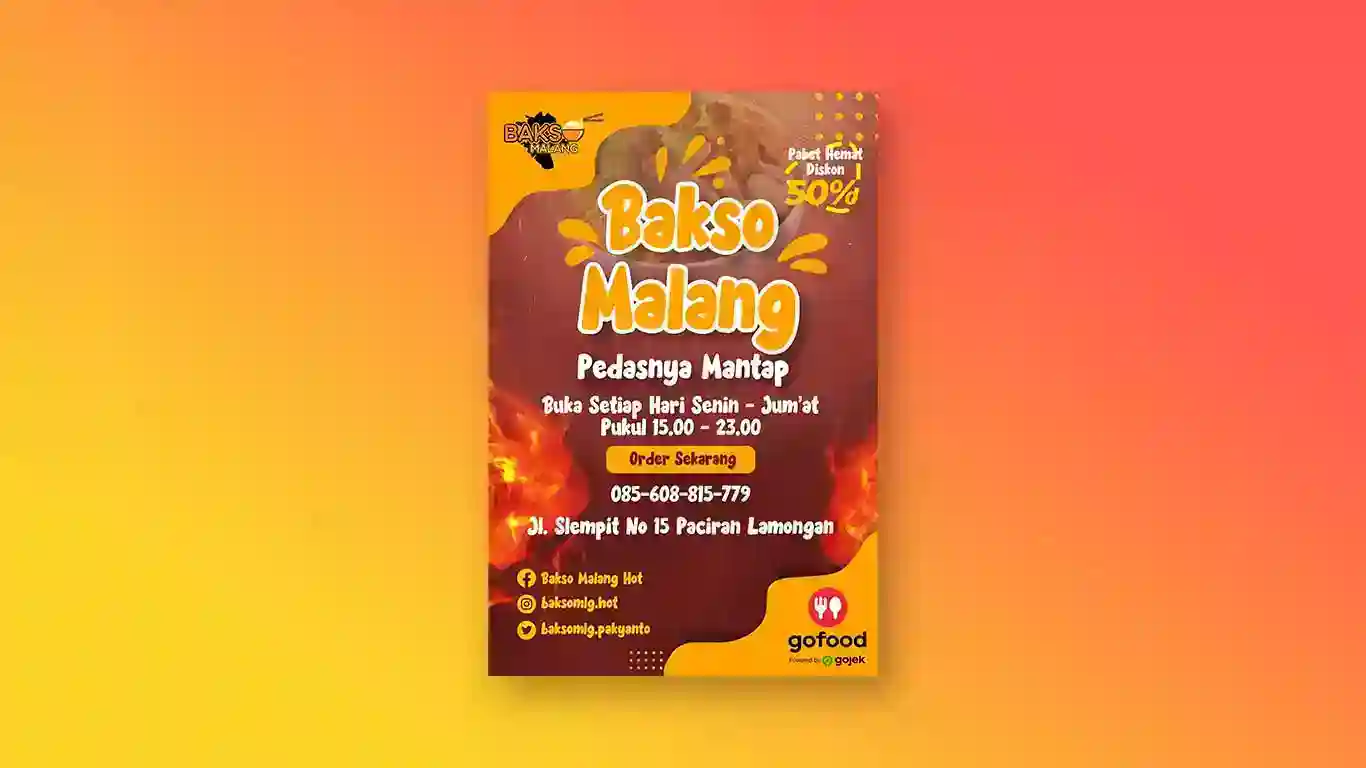 BAKSO
MALANG
Pabet Hemat
Diskon
50%
Bakso
Malang
Pedasnya Mantap
Buka Setiap Hari Senin - Jum'at
Pukul 15.00 - 23.00
Order Sekarang
085-608-815-779
Jl. Slempit No 15 Paciran Lamongan
Bakso Malang Hot
baksomlg.hot
baksomlg.pakyanto
gofood
Powered by gojek